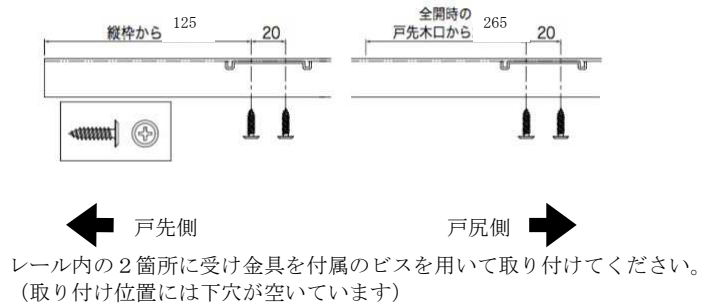 縦枠から 125 20
全開時の
戸先木口から 265 20
戸先側 戸尻側
レール内の２箇所に受け金具を付属のビスを用いて取り付けてください。
（取り付け位置には下穴が空いています）